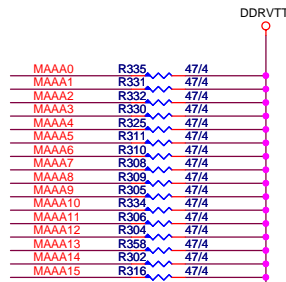 DDRVTT
MAAA0 R335 47/4
MAAA1 R331 47/4
MAAA2 R332 47/4
MAAA3 R330 47/4
MAAA4 R325 47/4
MAAA5 R311 47/4
MAAA6 R310 47/4
MAAA7 R308 47/4
MAAA8 R309 47/4
MAAA9 R305 47/4
MAAA10 R334 47/4
MAAA11 R306 47/4
MAAA12 R304 47/4
MAAA13 R358 47/4
MAAA14 R302 47/4
MAAA15 R316 47/4